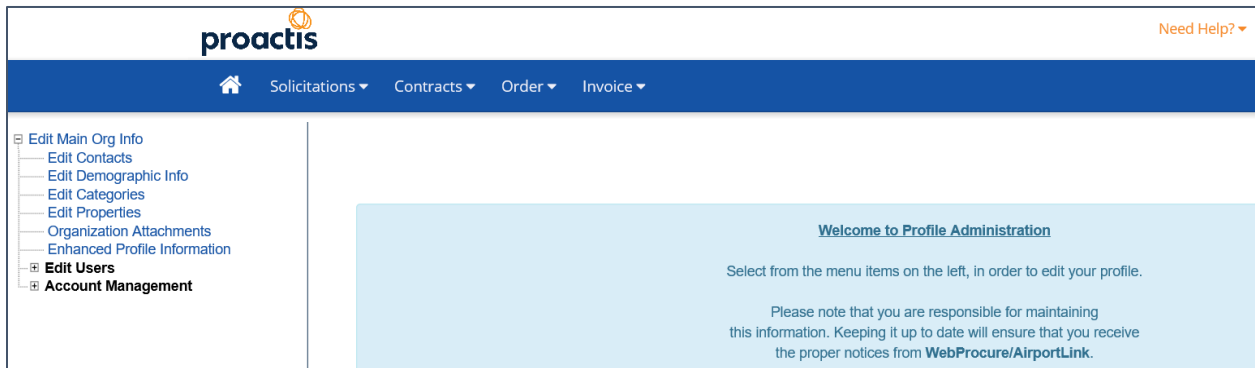 proactis
Need Help?
Solicitations Contracts Order Invoice
Edit Main Org Info
Edit Contacts
Edit Demographic Info
Edit Categories
Edit Properties
Organization Attachments
Enhanced Profile Information
Edit Users
Account Management
Welcome to Profile Administration
Select from the menu items on the left, in order to edit your profile.
Please note that you are responsible for maintaining
this information. Keeping it up to date will ensure that you receive
the proper notices from WebProcure/AirportLink.